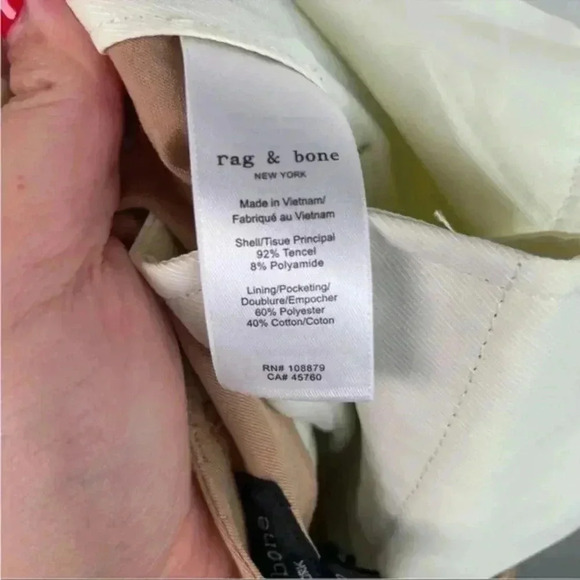 rag & bone
NEW YORK
Made in Vietnam/
Fabriqué au Vietnam
Shell/Tisue Principal
92% Tencel
8% Polyamide
Lining/Pocketing/
Doublure/Empocher
60% Polyester
40% Cotton/Coton
RN# 108879
CA# 45760
bone